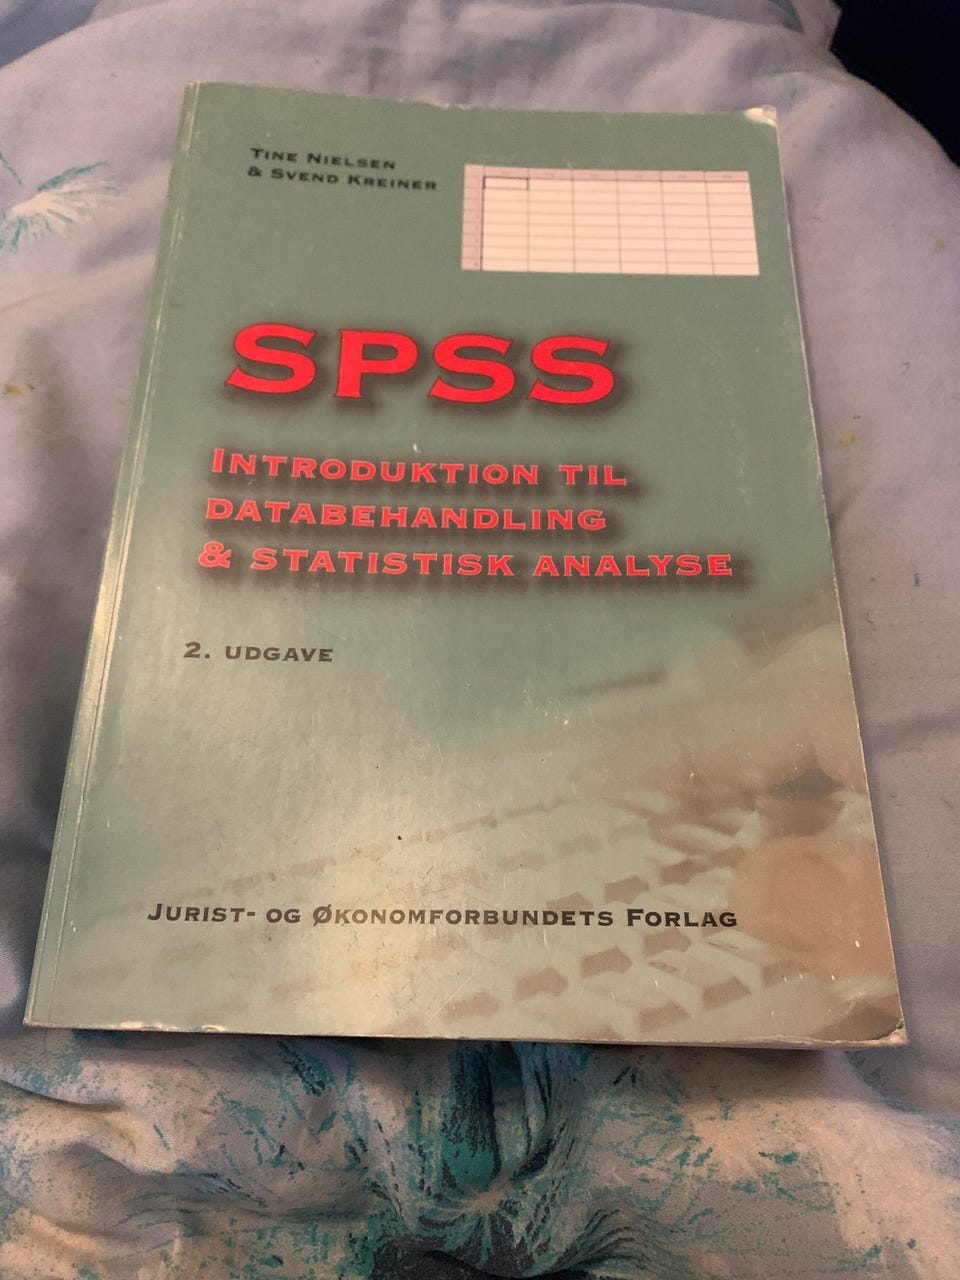 Tine Nielsen
& Svend Kreiner
SPSS
Introduktion til
databehandling
& statistisk analyse
2. udgave
Jurist- og Økonomforbundets Forlag